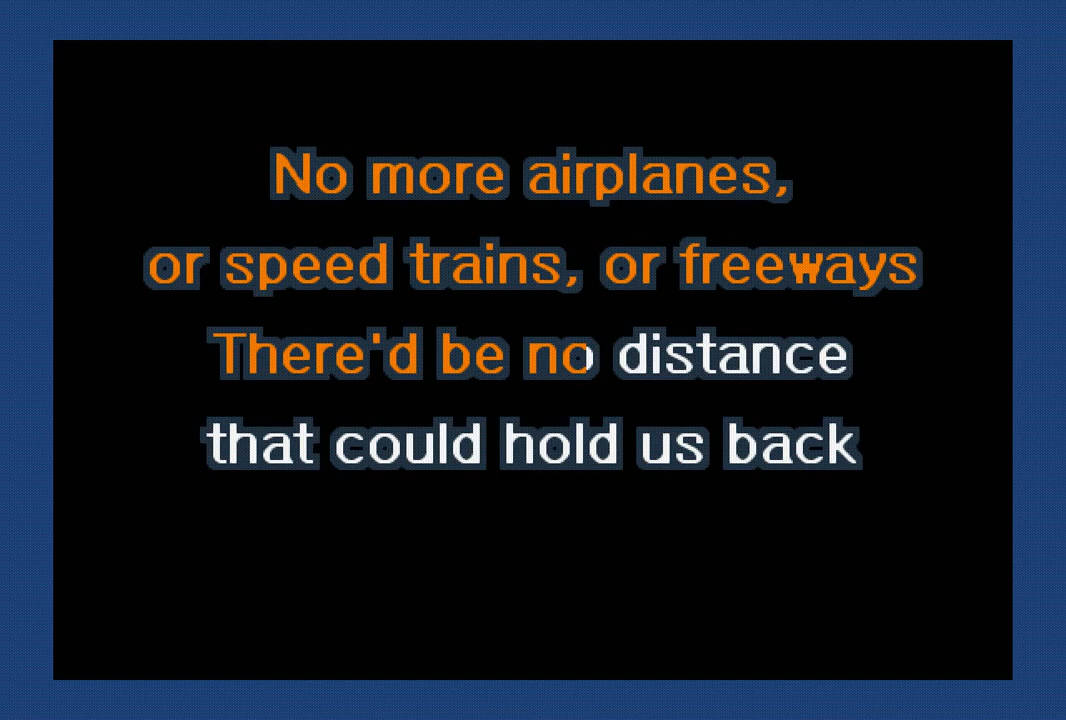 No more airplanes,
or speed trains, or freeways
There'd be no distance
that could hold us back